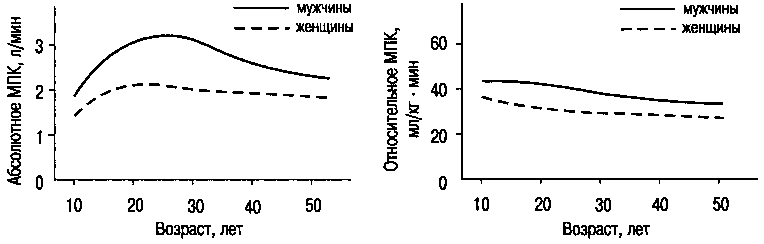 мужчины
женщины
Абсолютное МПК, л/мин
3
2
1
0
10 20 30 40 50
Возраст, лет
мужчины
женщины
Относительное МПК,
мл/кг · мин
60
40
20
0
10 20 30 40 50
Возраст, лет